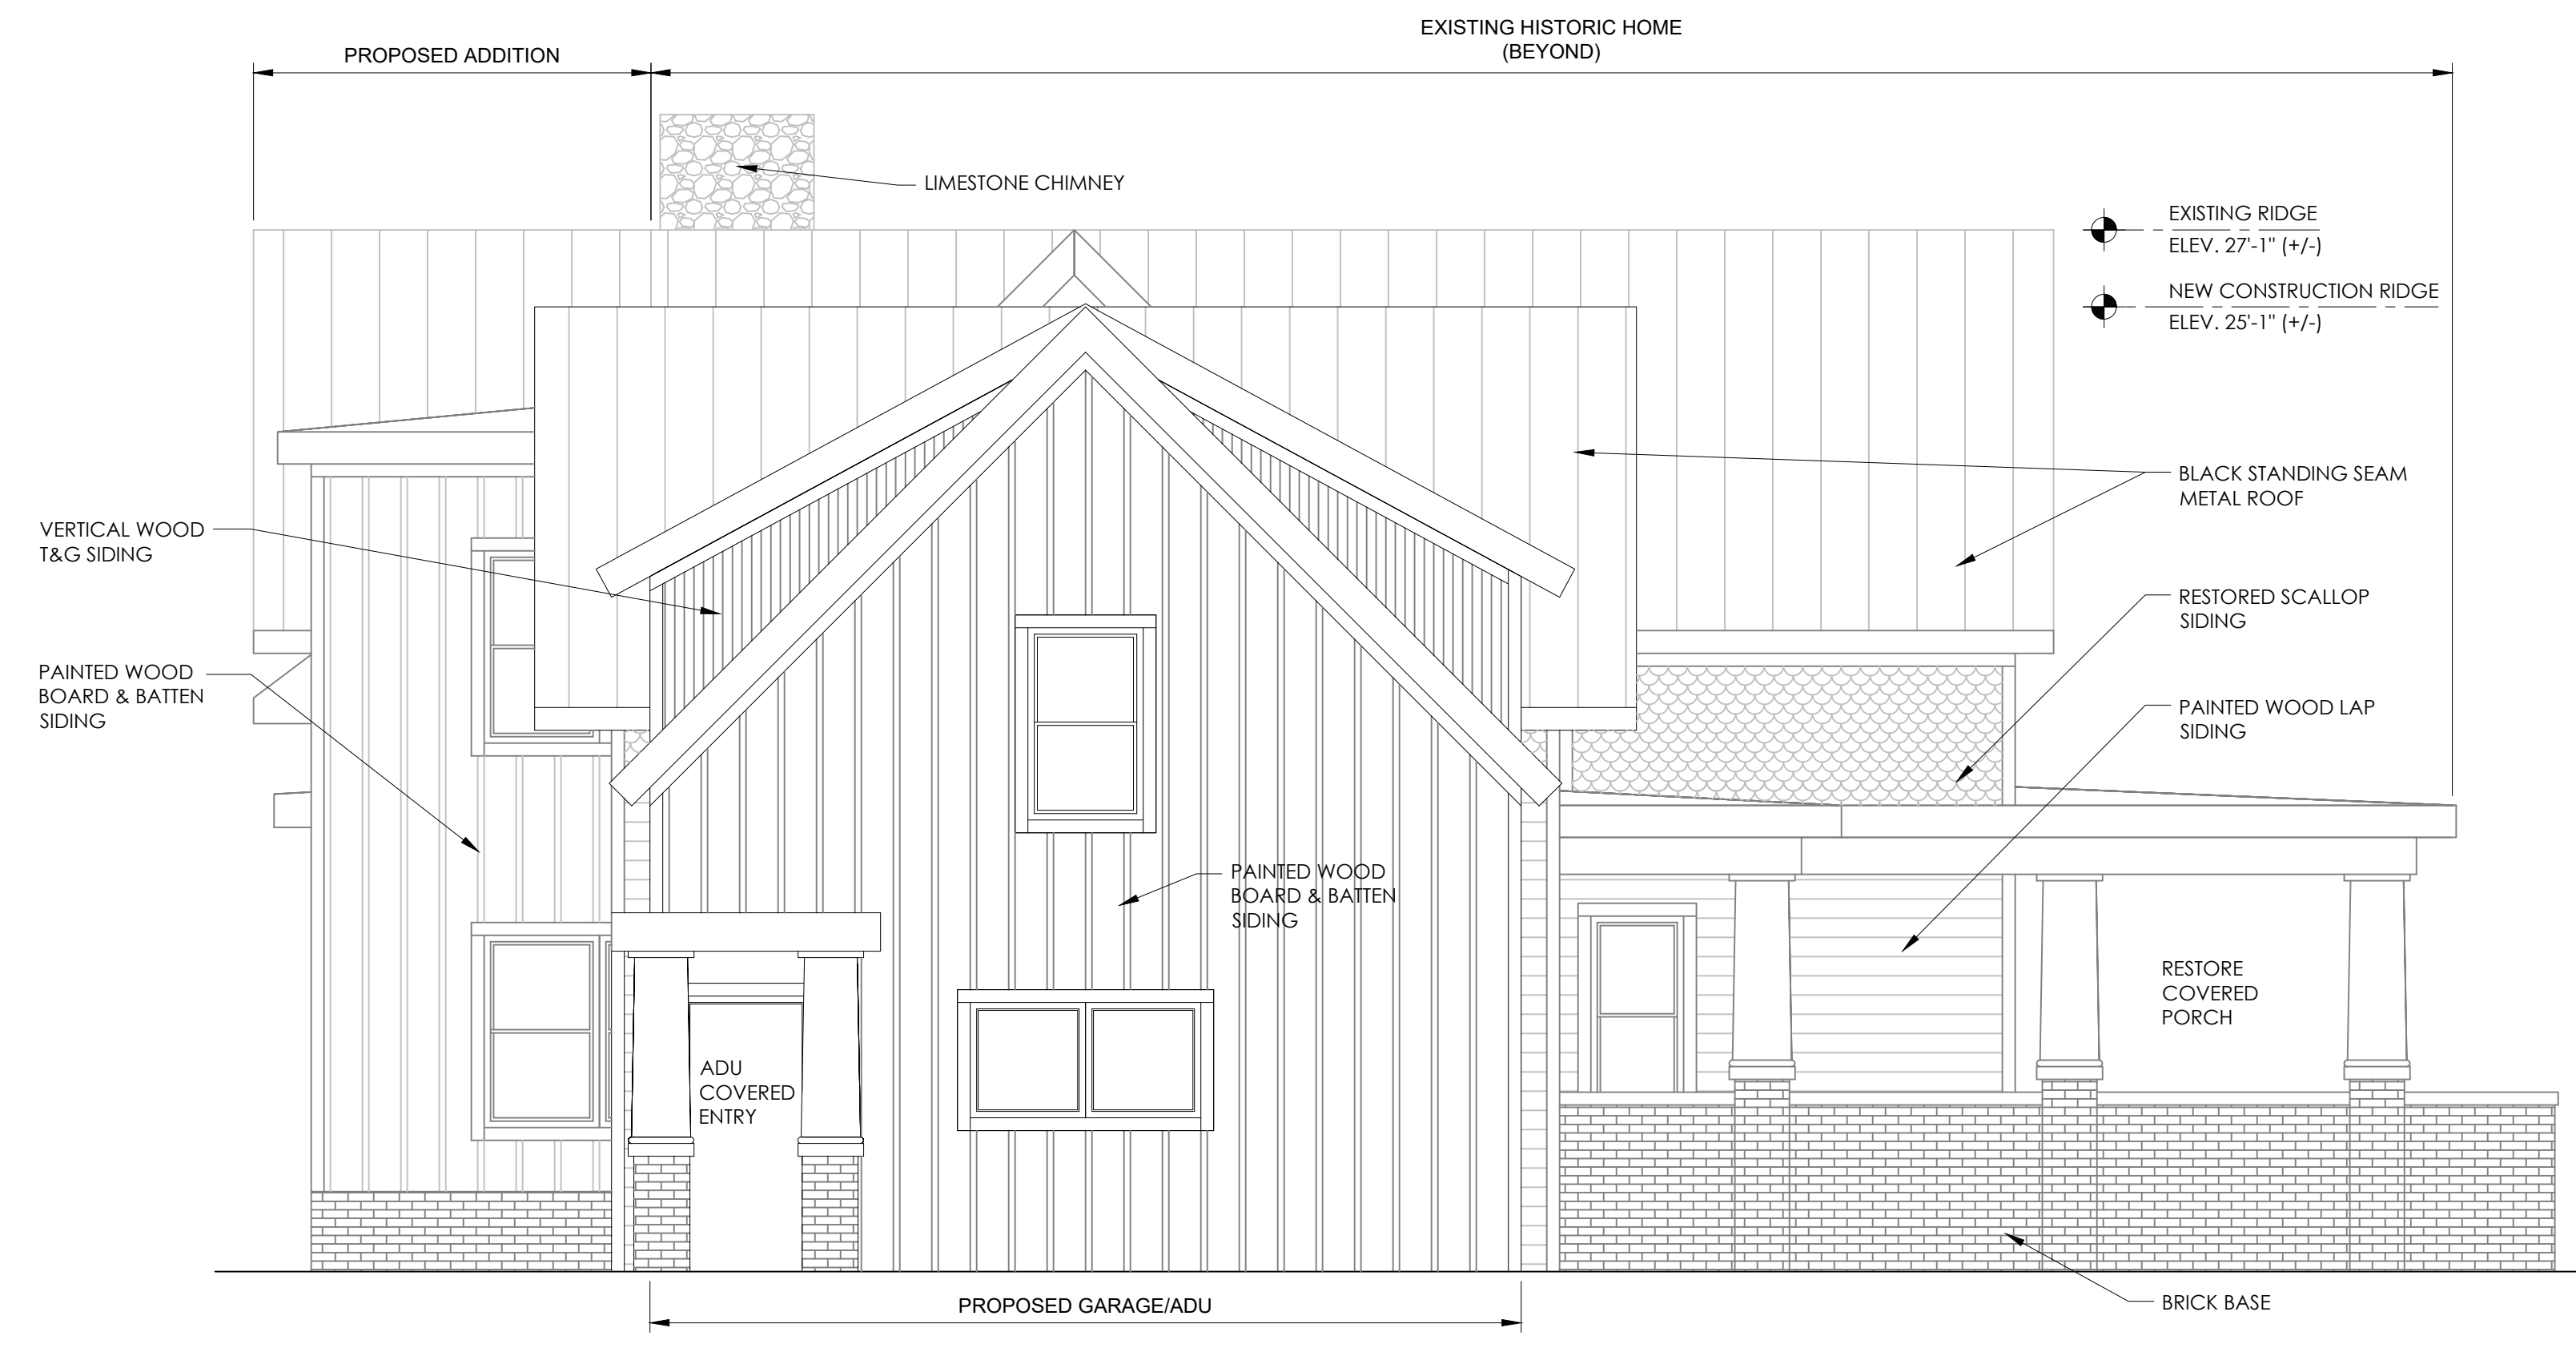 EXISTING HISTORIC HOME
(BEYOND)
PROPOSED ADDITION
LIMESTONE CHIMNEY
EXISTING RIDGE
ELEV. 27'-1" (+/-)
NEW CONSTRUCTION RIDGE
ELEV. 25'-1" (+/-)
BLACK STANDING SEAM
METAL ROOF
VERTICAL WOOD
T&G SIDING
RESTORED SCALLOP
SIDING
PAINTED WOOD
BOARD & BATTEN
SIDING
PAINTED WOOD LAP
SIDING
PAINTED WOOD
BOARD & BATTEN
SIDING
RESTORE
COVERED
PORCH
ADU
COVERED
ENTRY
PROPOSED GARAGE/ADU
BRICK BASE